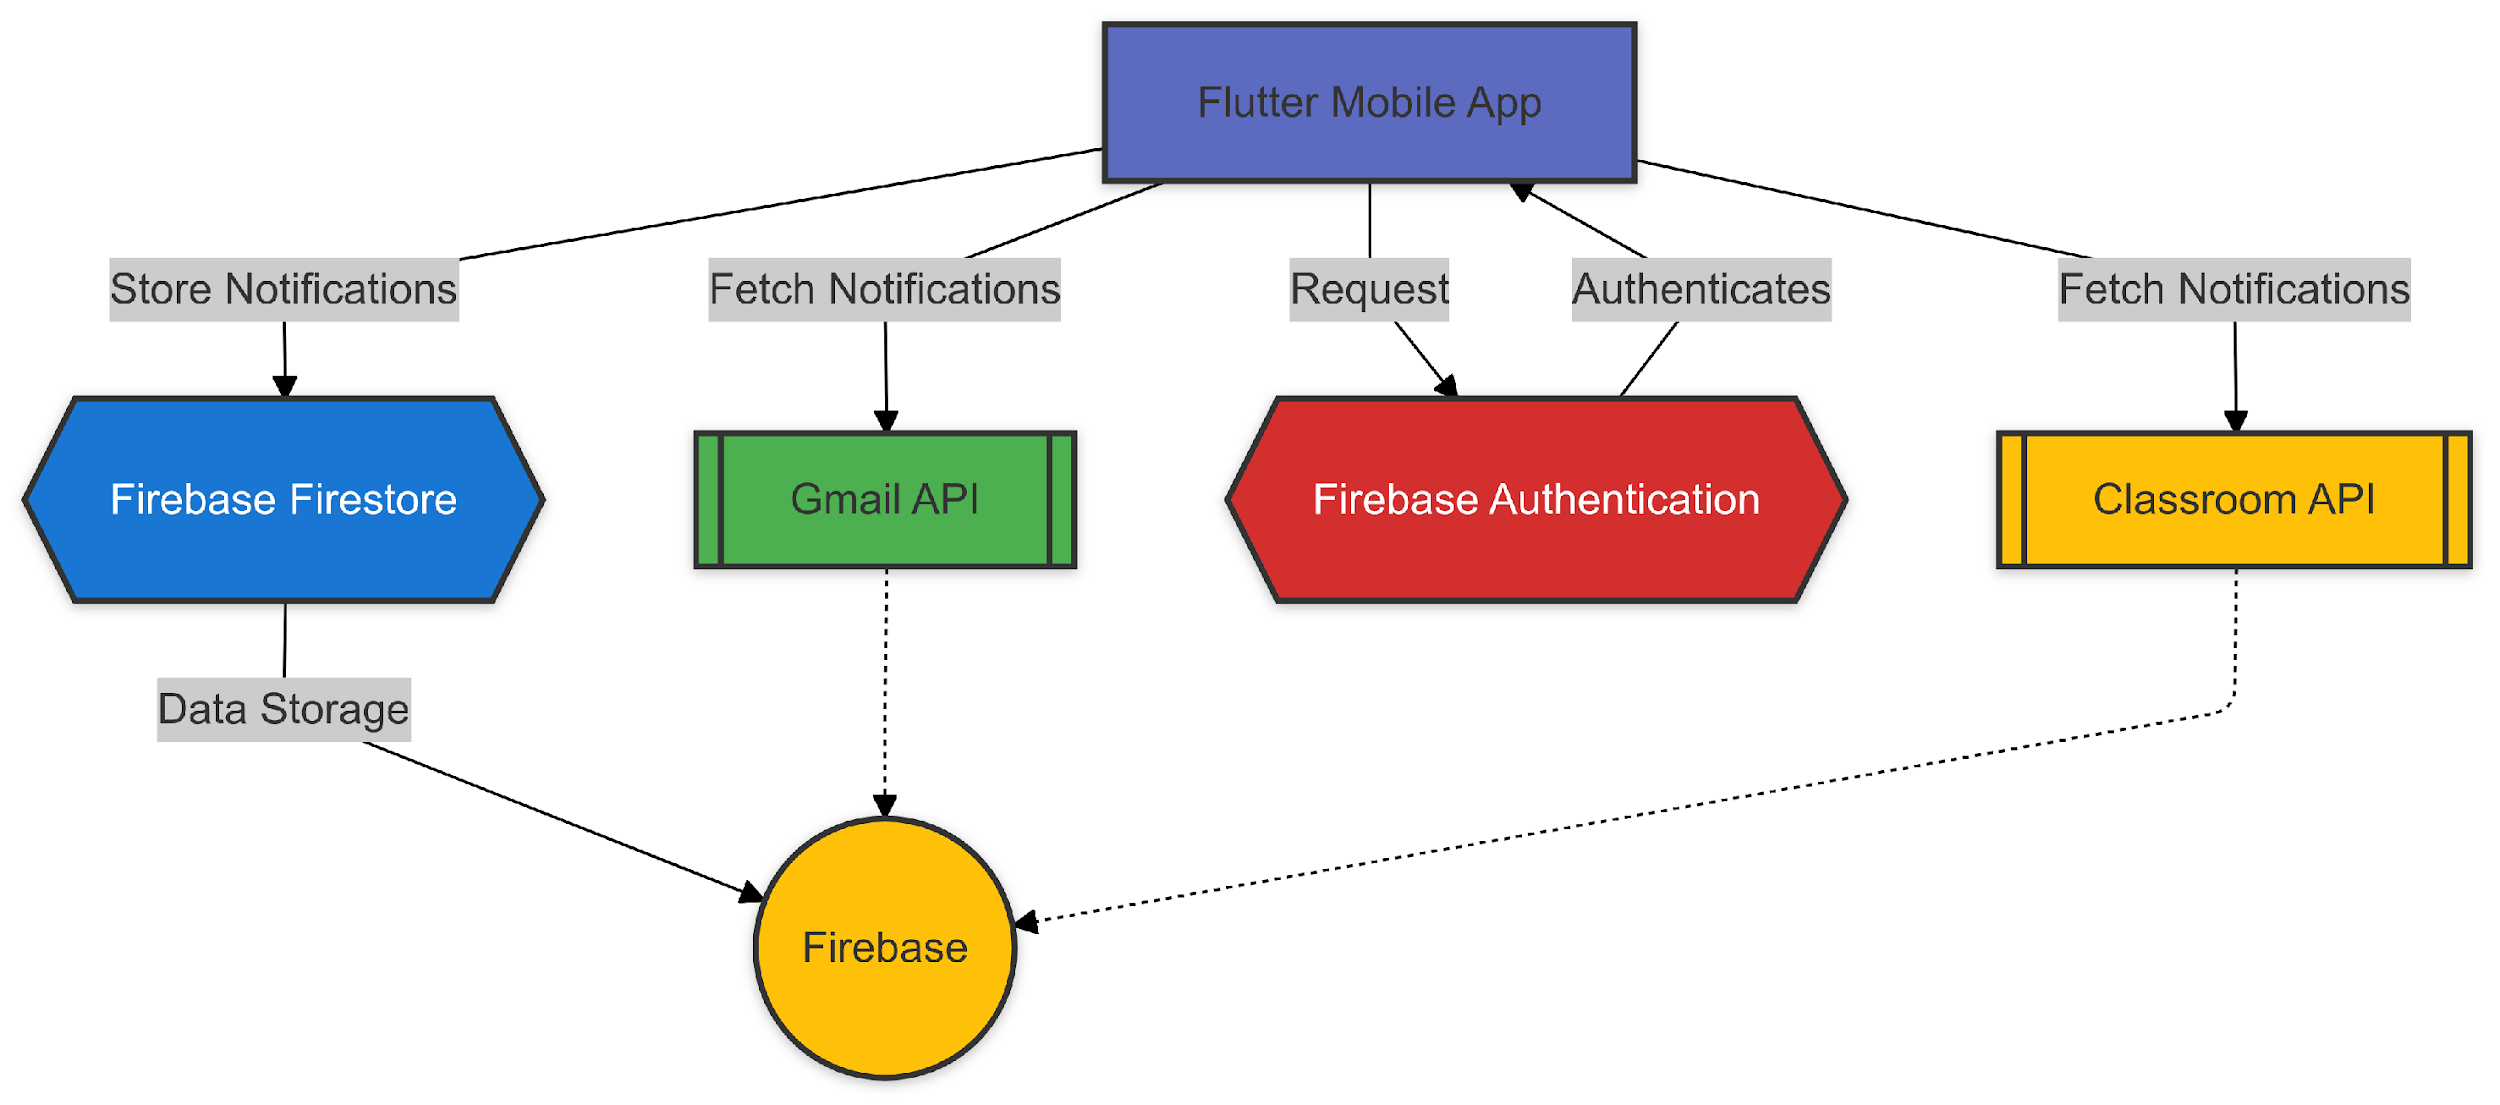 Flutter Mobile App
Store Notifications
Fetch Notifications
Request
Authenticates
Fetch Notifications
Firebase Firestore
Gmail API
Firebase Authentication
Classroom API
Data Storage
Firebase